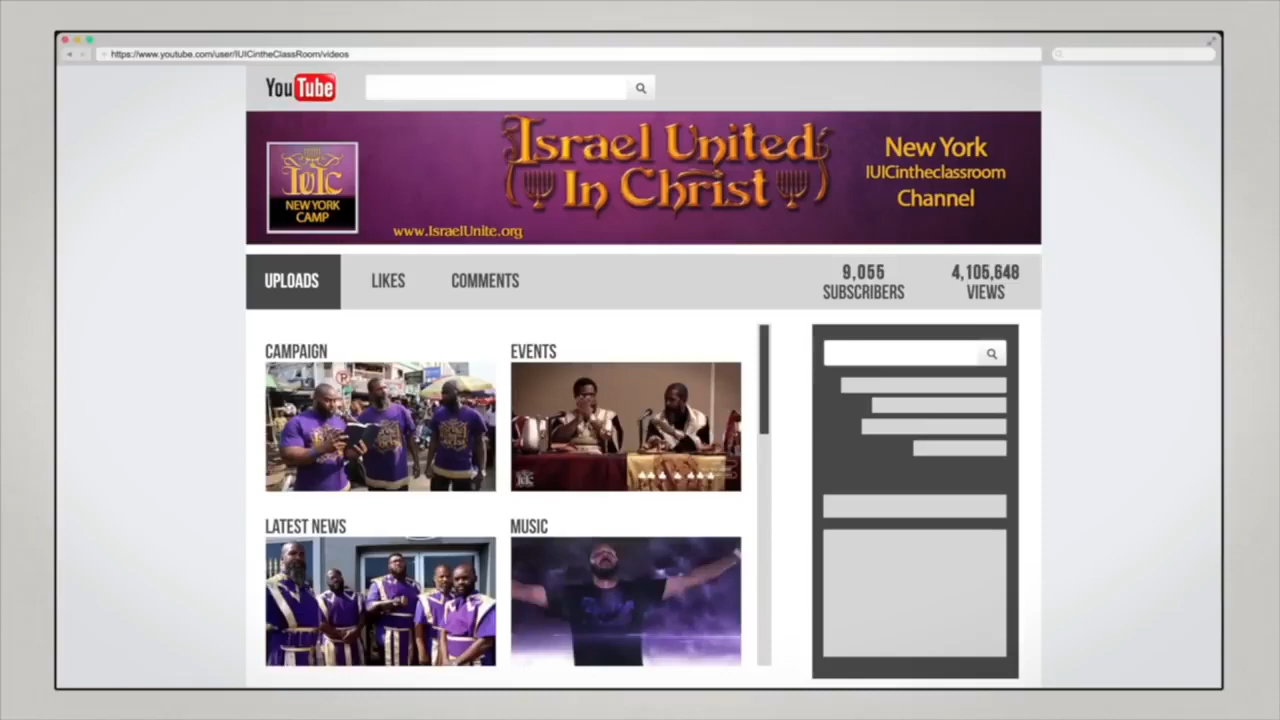 https://www.youtube.com/user/IUICintheClassRoom/videos
YouTube
Israel United
In Christ
IUIC
NEW YORK
CAMP
www.IsraelUnite.org
New York
IUICintheclassroom
Channel
UPLOADS
LIKES
COMMENTS
9,055
SUBSCRIBERS
4,105,648
VIEWS
CAMPAIGN
EVENTS
LATEST NEWS
MUSIC